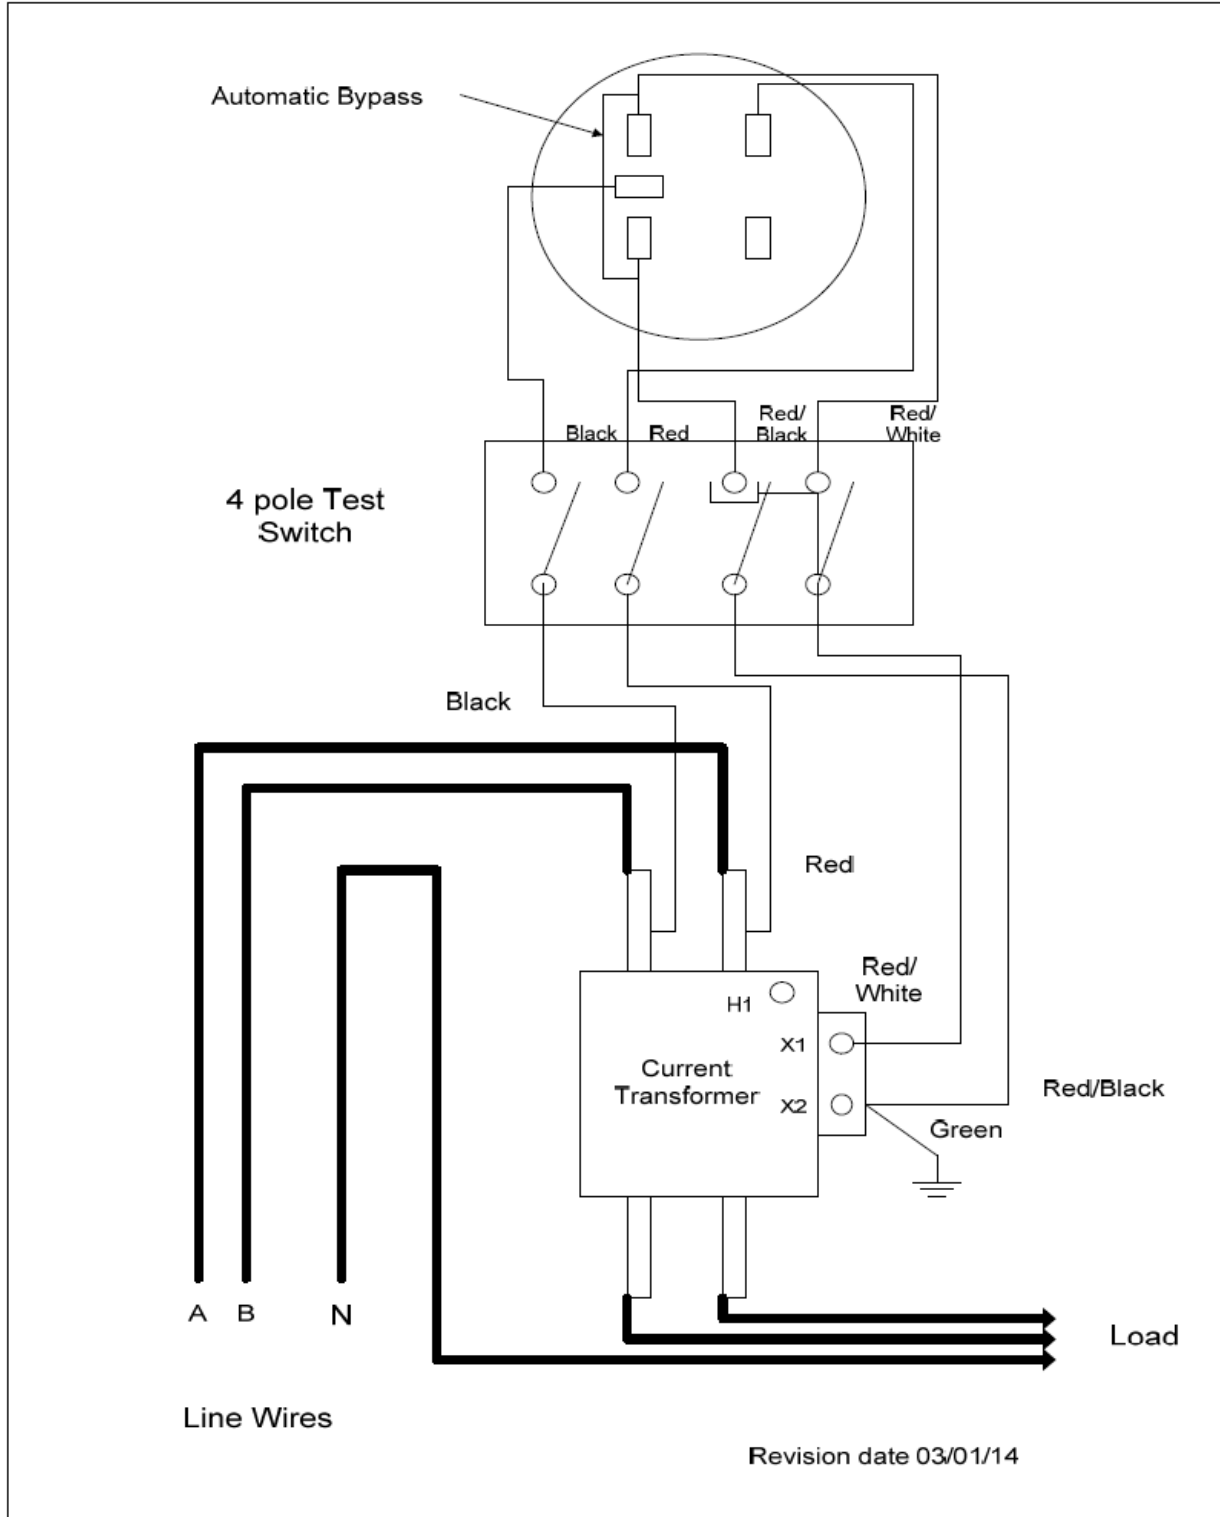 Automatic Bypass
Black
Red
Red/
Black
Red/
White
4 pole Test
Switch
Black
Red
Red/
White
H1
X1
Current
Transformer
X2
Red/Black
Green
A
B
N
Load
Line Wires
Revision date 03/01/14